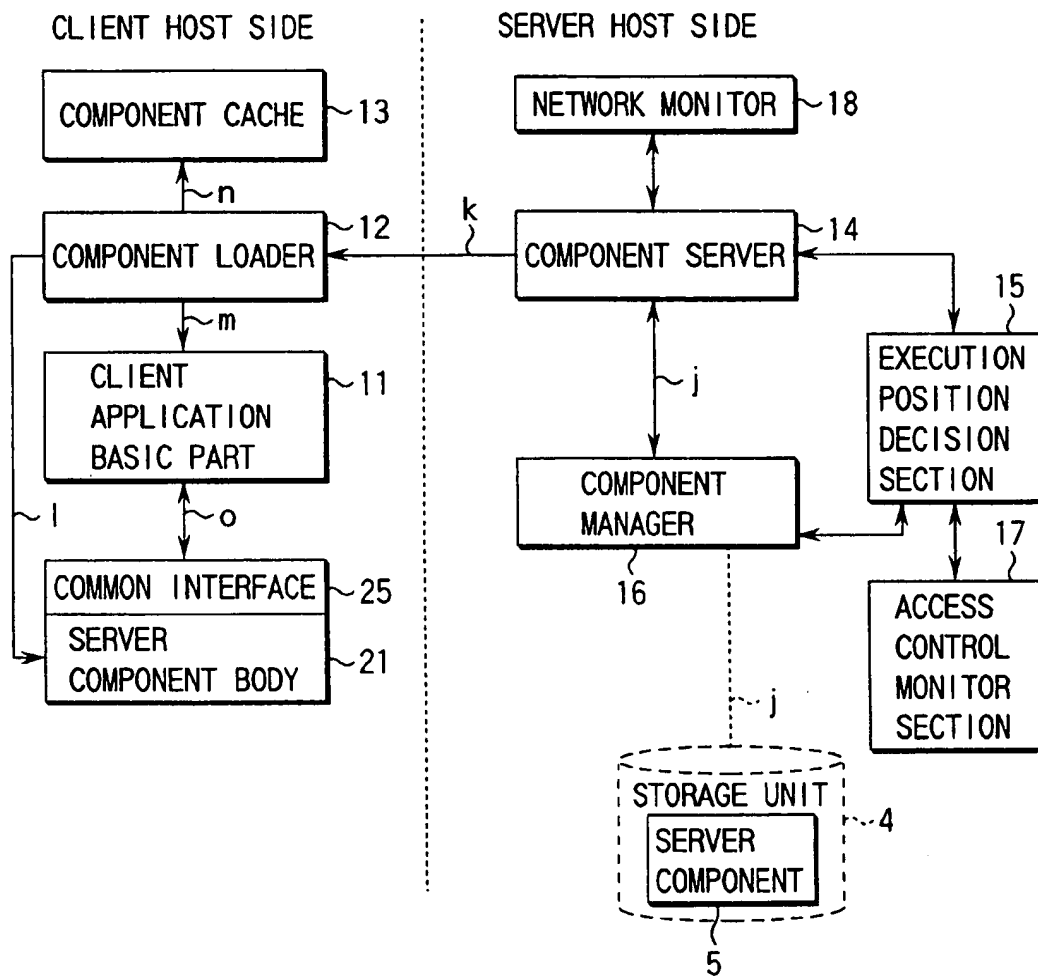 CLIENT HOST SIDE
SERVER HOST SIDE
COMPONENT CACHE
13
NETWORK MONITOR
18
n
12
COMPONENT LOADER
k
14
COMPONENT SERVER
m
15
CLIENT
APPLICATION
BASIC PART
11
j
EXECUTION
POSITION
DECISION
SECTION
l
o
COMPONENT
MANAGER
16
17
COMMON INTERFACE
25
SERVER
COMPONENT BODY
21
ACCESS
CONTROL
MONITOR
SECTION
j
STORAGE UNIT
4
SERVER
COMPONENT
5